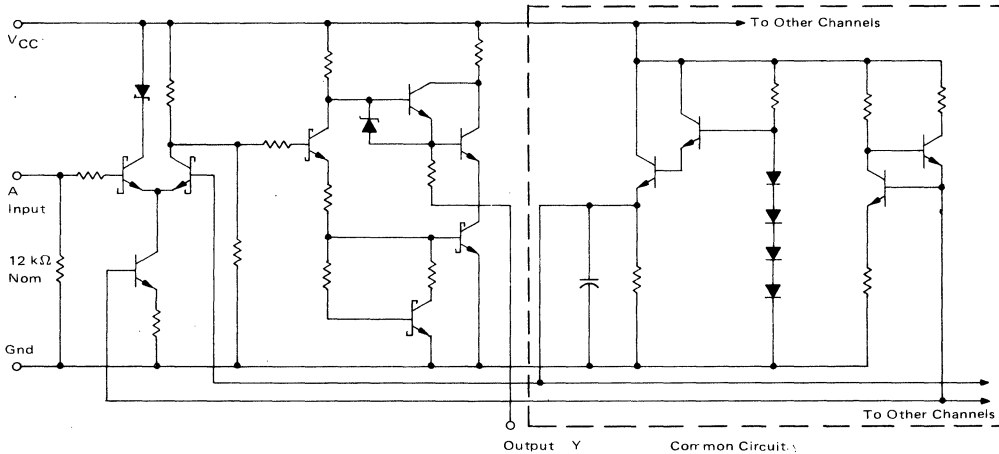 To Other Channels
VCC
A
Input
12 kΩ
Nom
Gnd
To Other Channels
Output Y
Common Circuit